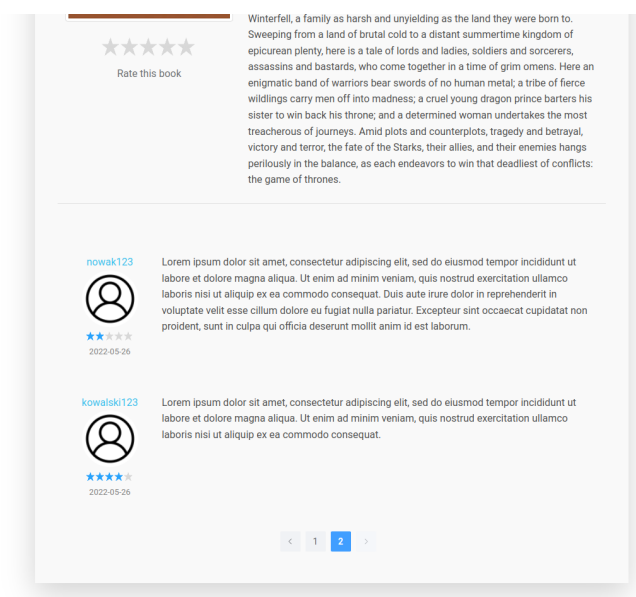 Winterfell, a family as harsh and unyielding as the land they were born to.
Sweeping from a land of brutal cold to a distant summertime kingdom of
epicurean plenty, here is a tale of lords and ladies, soldiers and sorcerers,
assassins and bastards, who come together in a time of grim omens. Here an
enigmatic band of warriors bear swords of no human metal; a tribe of fierce
wildlings carry men off into madness; a cruel young dragon prince barters his
sister to win back his throne; and a determined woman undertakes the most
treacherous of journeys. Amid plots and counterplots, tragedy and betrayal,
victory and terror, the fate of the Starks, their allies, and their enemies hangs
perilously in the balance, as each endeavors to win that deadliest of conflicts:
the game of thrones.
Rate this book
nowak123
Lorem ipsum dolor sit amet, consectetur adipiscing elit, sed do eiusmod tempor incididunt ut
labore et dolore magna aliqua. Ut enim ad minim veniam, quis nostrud exercitation ullamco
laboris nisi ut aliquip ex ea commodo consequat. Duis aute irure dolor in reprehenderit in
voluptate velit esse cillum dolore eu fugiat nulla pariatur. Excepteur sint occaecat cupidatat non
proident, sunt in culpa qui officia deserunt mollit anim id est laborum.
2022-05-26
kowalski123
Lorem ipsum dolor sit amet, consectetur adipiscing elit, sed do eiusmod tempor incididunt ut
labore et dolore magna aliqua. Ut enim ad minim veniam, quis nostrud exercitation ullamco
laboris nisi ut aliquip ex ea commodo consequat.
2022-05-26
< 1 2 >